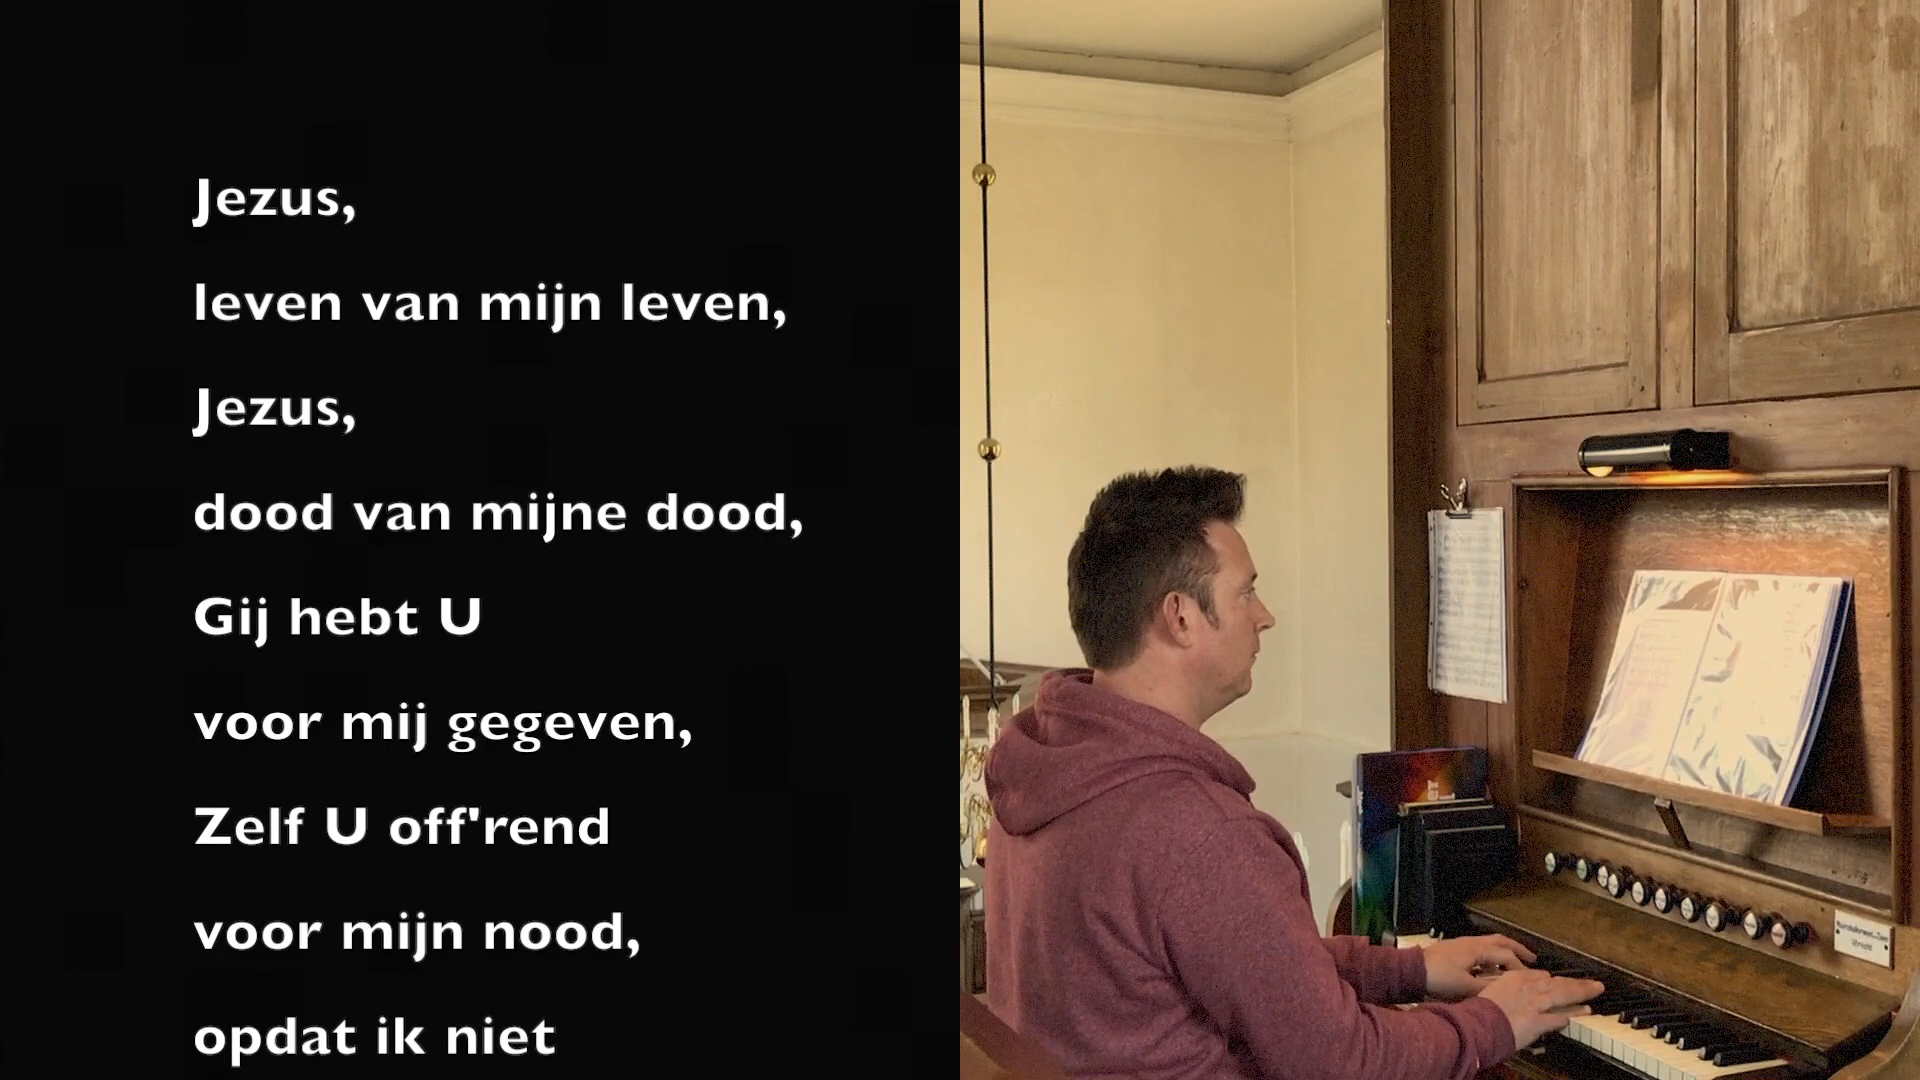 Jezus,
leven van mijn leven,
Jezus,
dood van mijne dood,
Gij hebt U
voor mij gegeven,
Zelf U off'rend
voor mijn nood,
opdat ik niet
Utrecht